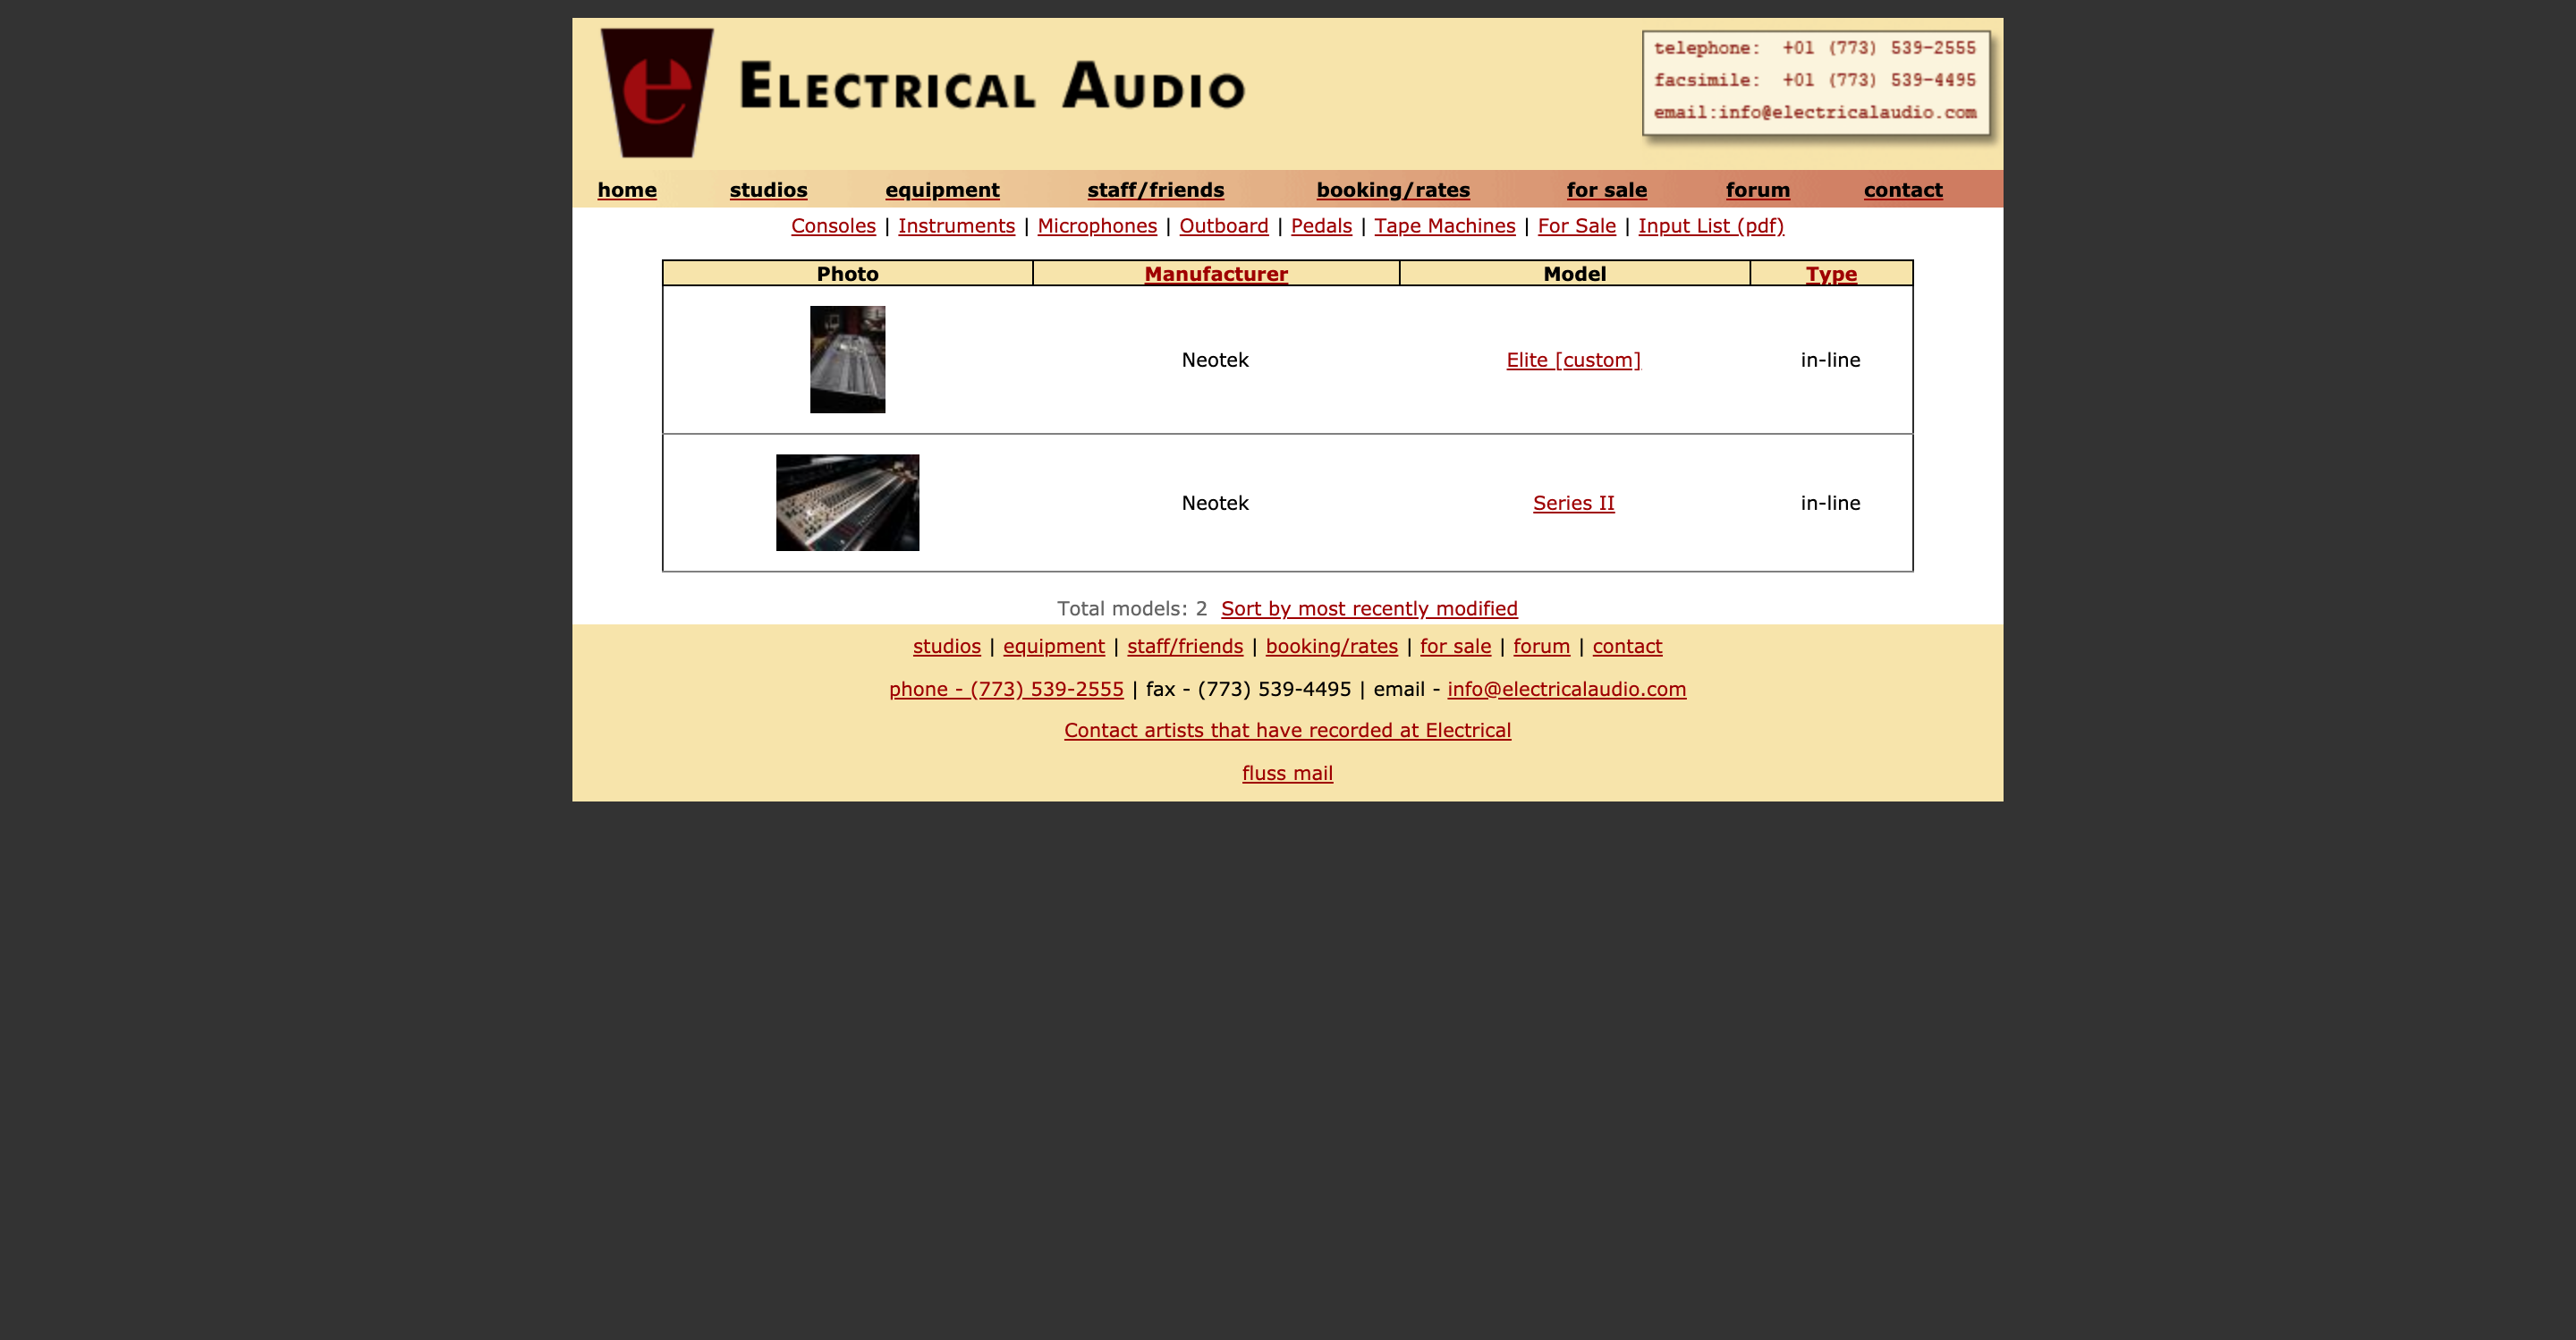 ELECTRICAL AUDIO
telephone: +01 (773) 539-2555
facsimile: +01 (773) 539-4495
email:info@electricalaudio.com
home studios equipment staff/friends booking/rates for sale forum contact
Consoles | Instruments | Microphones | Outboard | Pedals | Tape Machines | For Sale | Input List (pdf)
Photo Manufacturer Model Type
Neotek Elite [custom] in-line
Neotek Series II in-line
Total models: 2 Sort by most recently modified
studios | equipment | staff/friends | booking/rates | for sale | forum | contact
phone - (773) 539-2555 | fax - (773) 539-4495 | email - info@electricalaudio.com
Contact artists that have recorded at Electrical
fluss mail